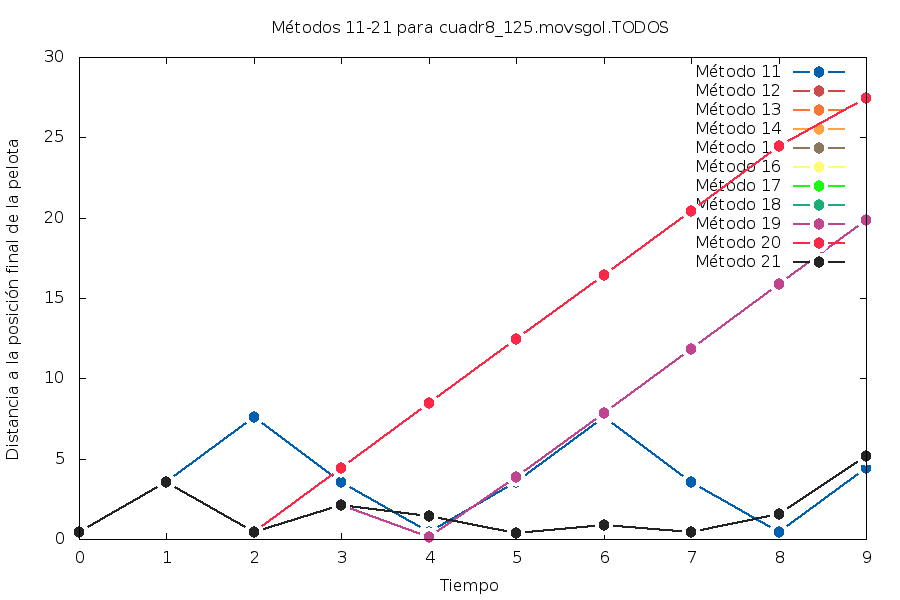 Métodos 11-21 para cuadr8_125.movsgol.TODOS
Distancia a la posición final de la pelota
30
25
20
15
10
5
0
0 1 2 3 4 5 6 7 8 9
Tiempo
Método 11
Método 12
Método 13
Método 14
Método 1
Método 16
Método 17
Método 18
Método 19
Método 20
Método 21